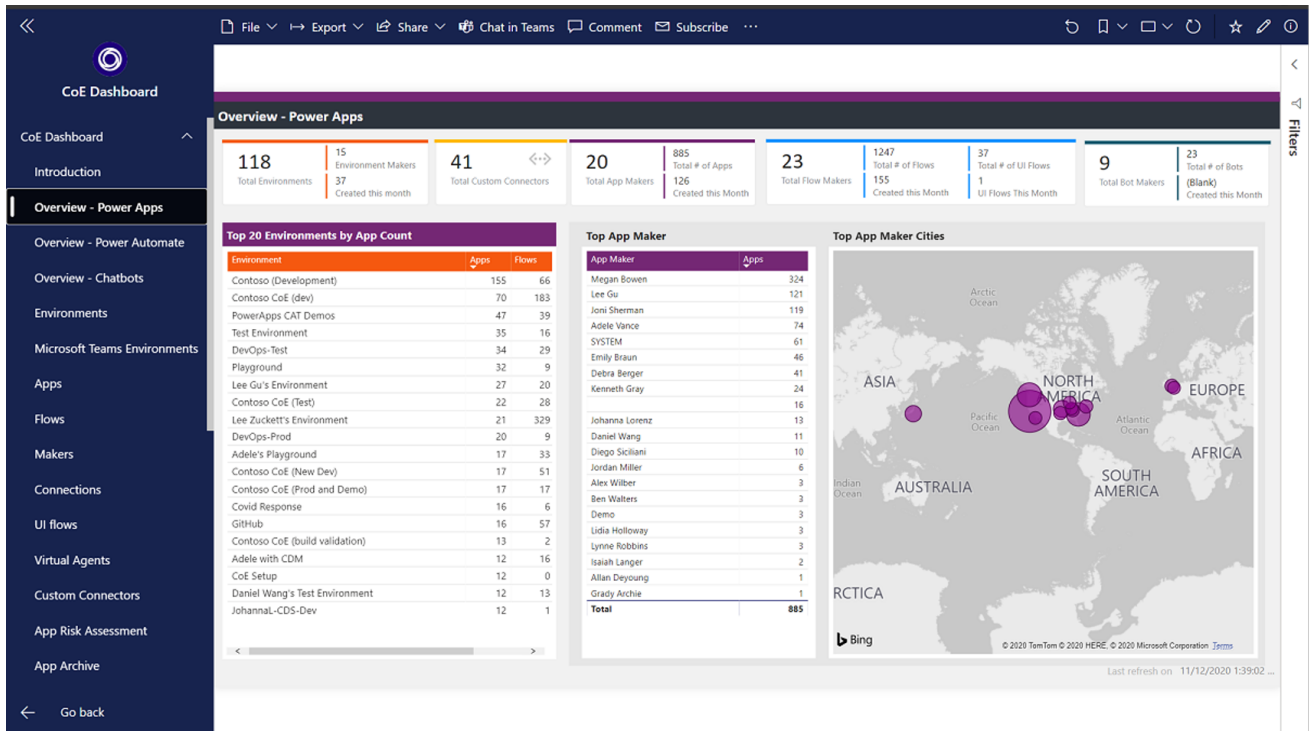 File Export Share Chat in Teams Comment Subscribe ...
CoE Dashboard
CoE Dashboard
Introduction
Overview - Power Apps
Overview - Power Automate
Overview - Chatbots
Environments
Microsoft Teams Environments
Apps
Flows
Makers
Connections
UI flows
Virtual Agents
Custom Connectors
App Risk Assessment
App Archive
Go back
Overview - Power Apps
118
Total Environments
15
Environment Makers
37
Created this month
41
Total Custom Connectors
20
Total App Makers
885
Total # of Apps
126
Created this Month
23
Total Flow Makers
1247
Total # of Flows
155
Created this Month
37
Total # of UI Flows
1
UI Flows This Month
9
Total Bot Makers
23
Total # of Bots
(Blank)
Created this Month
Top 20 Environments by App Count
Environment Apps Flows
Contoso (Development) 155 66
Contoso CoE (dev) 70 183
PowerApps CAT Demos 47 39
Test Environment 35 16
DevOps-Test 34 29
Playground 32 9
Lee Gu's Environment 27 20
Contoso CoE (Test) 22 28
Lee Zuckett's Environment 21 329
DevOps-Prod 20 9
Adele's Playground 17 33
Contoso CoE (New Dev) 17 51
Contoso CoE (Prod and Demo) 17 17
Covid Response 16 6
GitHub 16 57
Contoso CoE (build validation) 13 2
Adele with CDM 12 16
CoE Setup 12 0
Daniel Wang's Test Environment 12 13
JohannaL-CDS-Dev 12 1
Top App Maker
App Maker Apps
Megan Bowen 324
Lee Gu 121
Joni Sherman 119
Adele Vance 74
SYSTEM 61
Emily Braun 46
Debra Berger 41
Kenneth Gray 24
16
Johanna Lorenz 13
Daniel Wang 11
Diego Siciliani 10
Jordan Miller 6
Alex Wilber 3
Ben Walters 3
Demo 3
Lidia Holloway 3
Lynne Robbins 3
Isaiah Langer 2
Allan Deyoung 1
Grady Archie 1
Total 885
Top App Maker Cities
Arctic
Ocean
ASIA
NORTH
AMERICA
EUROPE
Pacific
Ocean
Atlantic
Ocean
AFRICA
Indian
Ocean
AUSTRALIA
SOUTH
AMERICA
RCTICA
Bing
© 2020 TomTom © 2020 HERE, © 2020 Microsoft Corporation Terms
Last refresh on 11/12/2020 1:39:02 ...
Filters